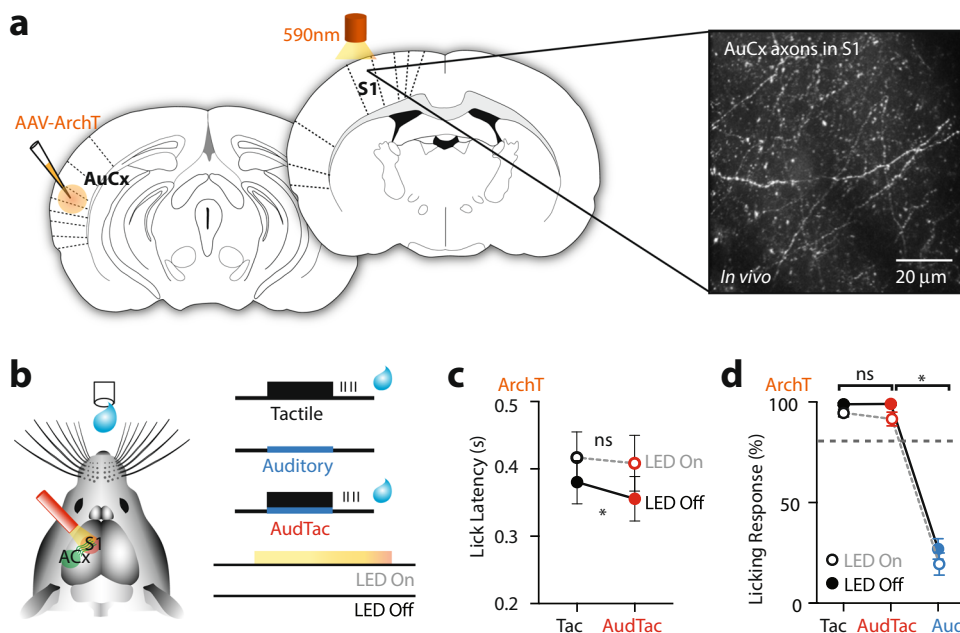 a
590nm
S1
AAV-ArchT
AuCx
AuCx axons in S1
In vivo
20 μm
b
Tactile
Auditory
AudTac
LED On
LED Off
S1
ACx
c
ArchT
Lick Latency (s)
0.5
0.4
0.3
0.2
ns
*
LED On
LED Off
Tac
AudTac
d
ArchT
ns
*
Licking Response (%)
100
50
0
LED On
LED Off
Tac
AudTac
Aud